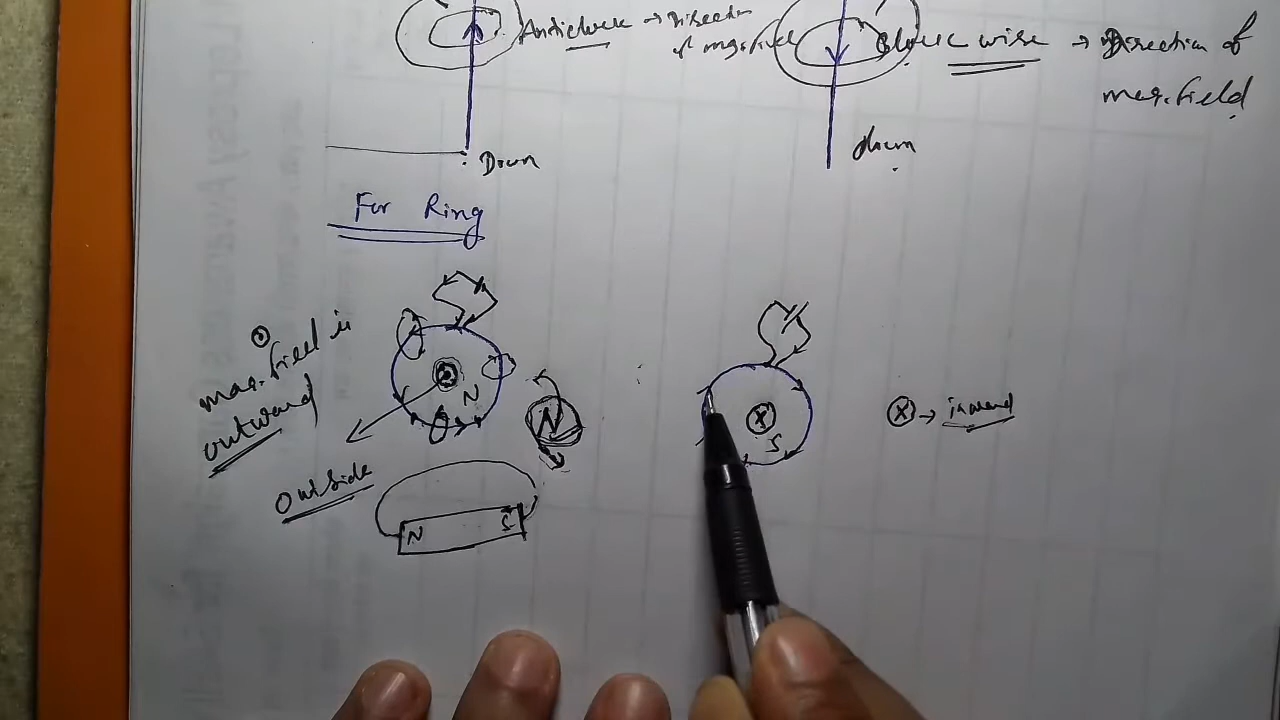 Anticlock → Direction
of mag. field
Clock wise → Direction of
mag. field
Down
down
For Ring
mag. field is
outward
N
N
outside
N S
S
→ inward